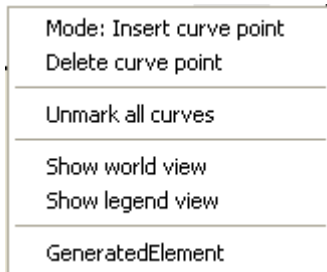 Mode: Insert curve point
Delete curve point
Unmark all curves
Show world view
Show legend view
GeneratedElement